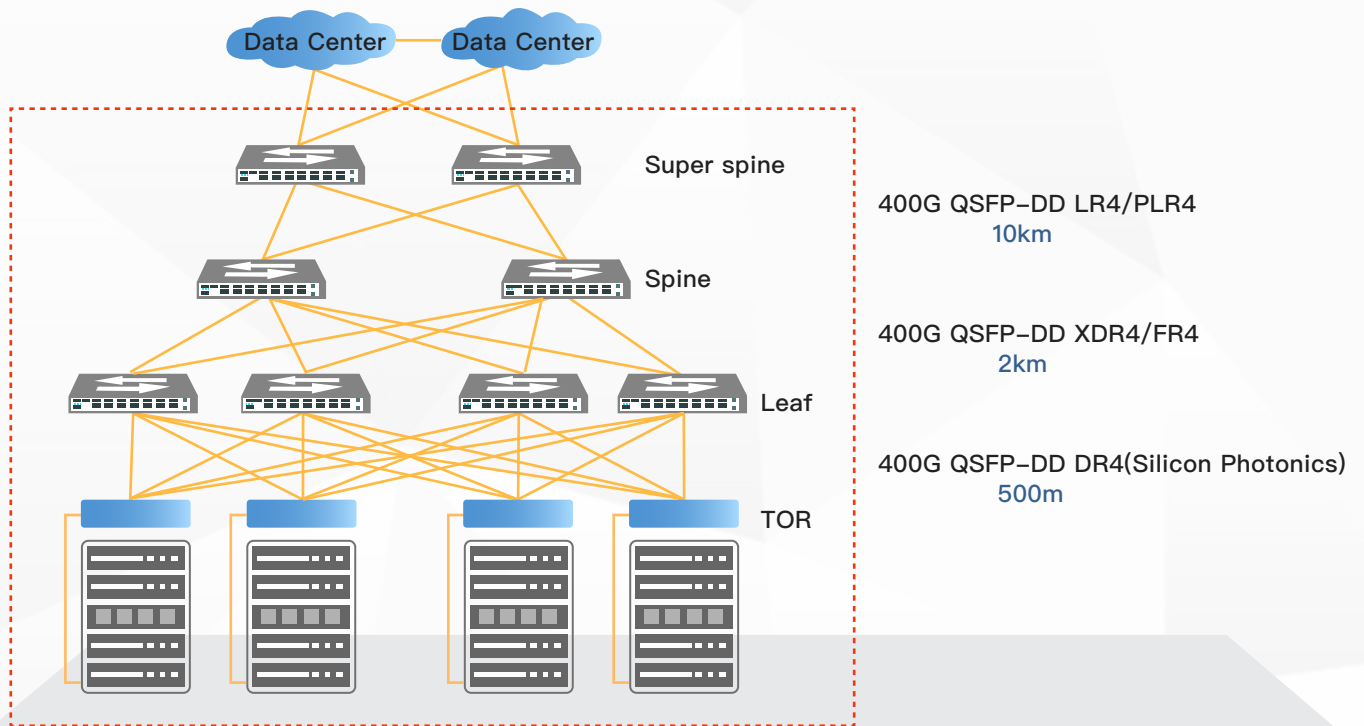 Data Center Data Center
Super spine
400G QSFP-DD LR4/PLR4
10km
Spine
400G QSFP-DD XDR4/FR4
2km
Leaf
400G QSFP-DD DR4(Silicon Photonics)
500m
TOR